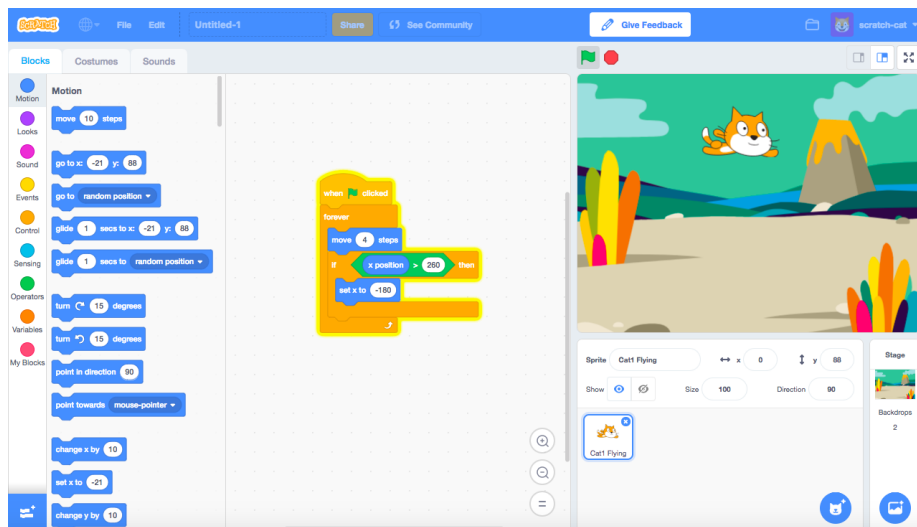 SCRATCH
File Edit Untitled-1 Share See Community Give Feedback scratch-cat
Blocks Costumes Sounds
Motion
Looks
Sound
Events
Control
Sensing
Operators
Variables
My Blocks
Motion
move 10 steps
go to x: -21 y: 88
go to random position
glide 1 secs to x: -21 y: 88
glide 1 secs to random position
turn 15 degrees
turn 15 degrees
point in direction 90
point towards mouse-pointer
change x by 10
set x to -21
change y by 10
when clicked
forever
move 4 steps
if x position > 260 then
set x to -180
Sprite Cat1 Flying x 0 y 88
Show Size 100 Direction 90
Cat1 Flying
Stage
Backdrops
2